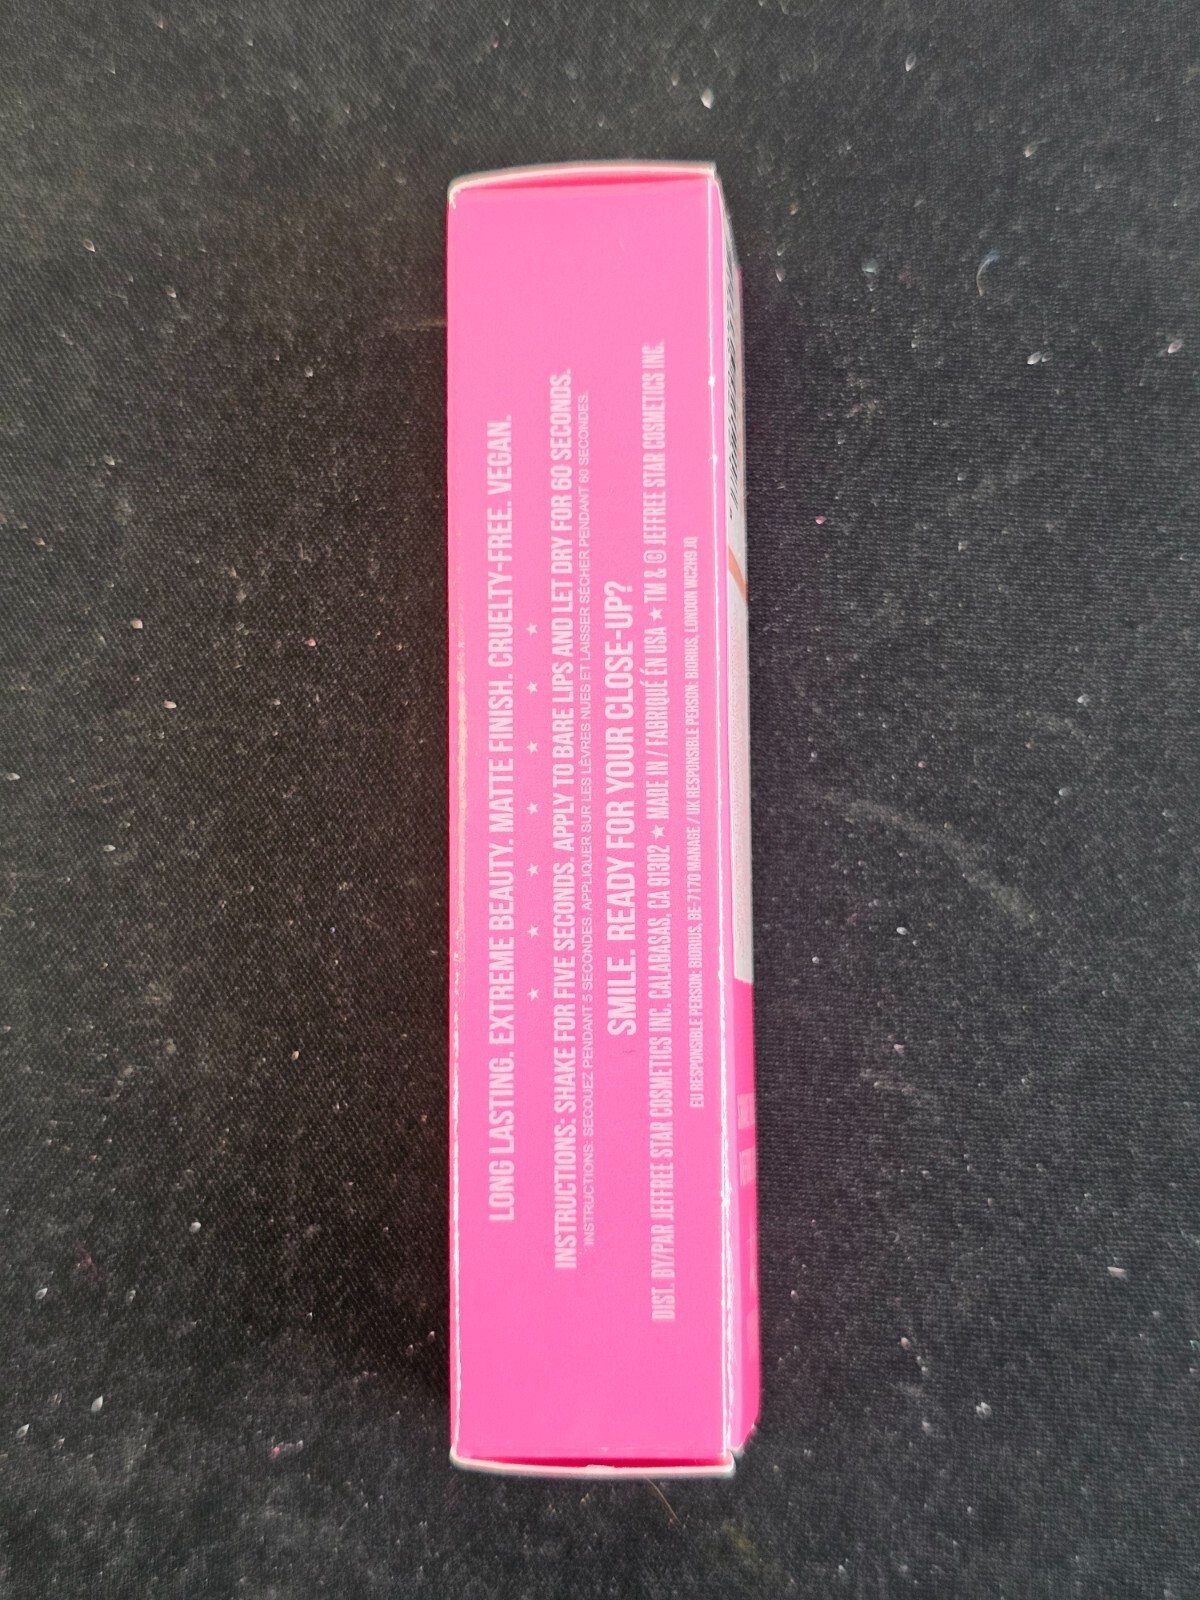 LONG LASTING. EXTREME BEAUTY. MATTE FINISH. CRUELTY-FREE. VEGAN.
★ ★ ★ ★ ★ ★ ★
INSTRUCTIONS: SHAKE FOR FIVE SECONDS. APPLY TO BARE LIPS AND LET DRY FOR 60 SECONDS.
INSTRUCTIONS: SECOUEZ PENDANT 5 SECONDES. APPLIQUER SUR LES LÈVRES NUES ET LAISSER SÉCHER PENDANT 60 SECONDES.
SMILE. READY FOR YOUR CLOSE-UP?
DIST. BY/PAR JEFFREE STAR COSMETICS INC. CALABASAS, CA 91302 ★ MADE IN / FABRIQUÉ EN USA ★ TM & © JEFFREE STAR COSMETICS INC.
EU RESPONSIBLE PERSON: BIORIUS, BE-7170 MANAGE / UK RESPONSIBLE PERSON: BIORIUS, LONDON WC2H9JQ